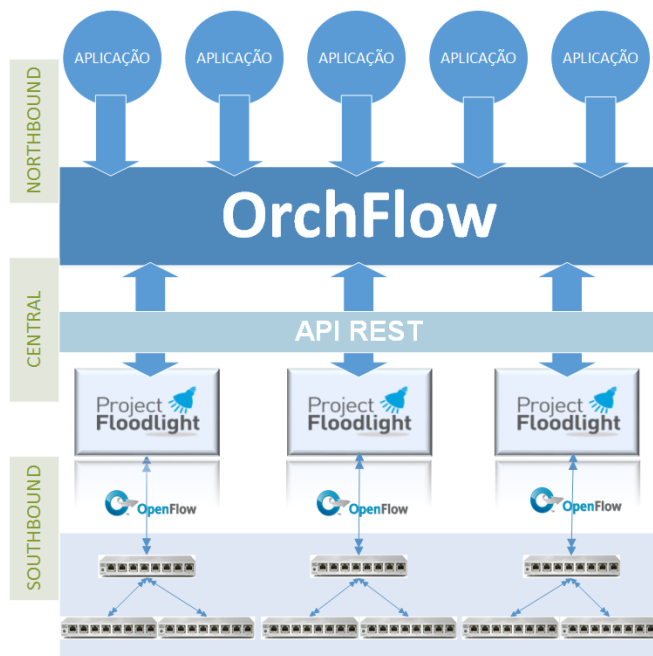 APLICAÇÃO APLICAÇÃO APLICAÇÃO APLICAÇÃO APLICAÇÃO
NORTHBOUND
OrchFlow
CENTRAL
API REST
Project Project Project
Floodlight Floodlight Floodlight
SOUTHBOUND
OpenFlow OpenFlow OpenFlow